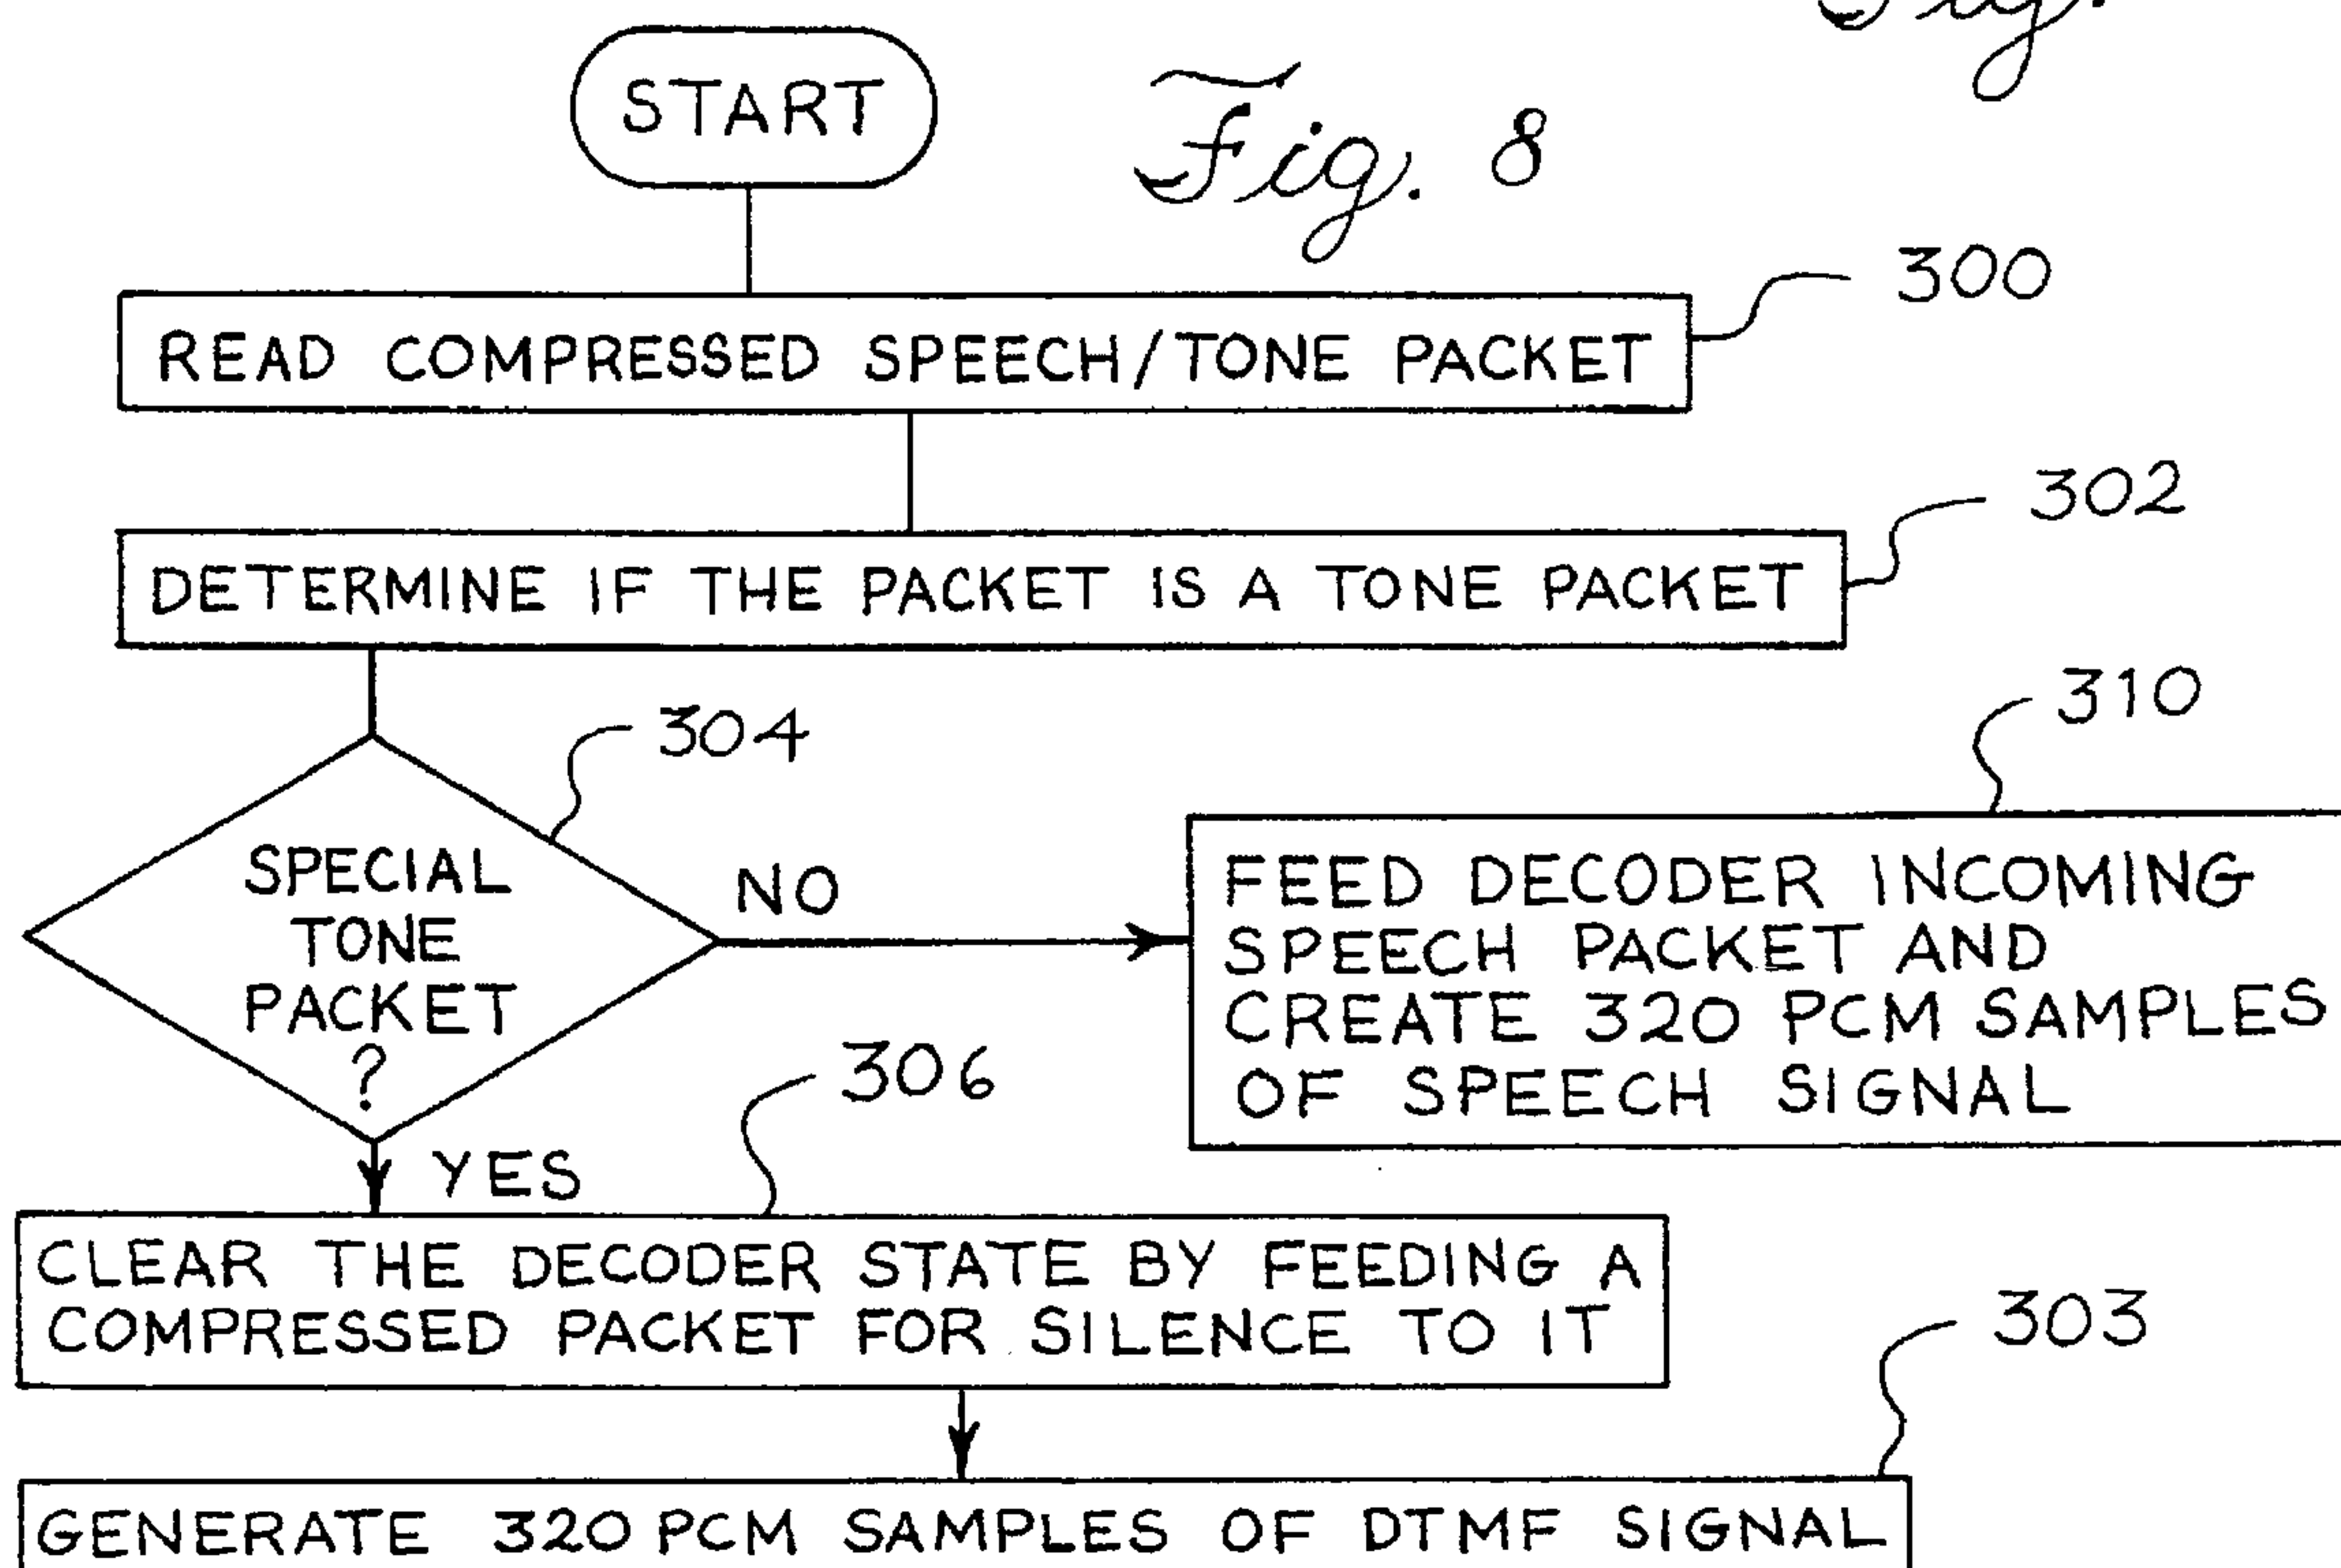 Fig.
START
Fig. 8
300
READ COMPRESSED SPEECH/TONE PACKET
302
DETERMINE IF THE PACKET IS A TONE PACKET
304
310
SPECIAL
TONE
PACKET
?
NO
FEED DECODER INCOMING
SPEECH PACKET AND
CREATE 320 PCM SAMPLES
OF SPEECH SIGNAL
306
YES
CLEAR THE DECODER STATE BY FEEDING A
COMPRESSED PACKET FOR SILENCE TO IT
303
GENERATE 320 PCM SAMPLES OF DTMF SIGNAL